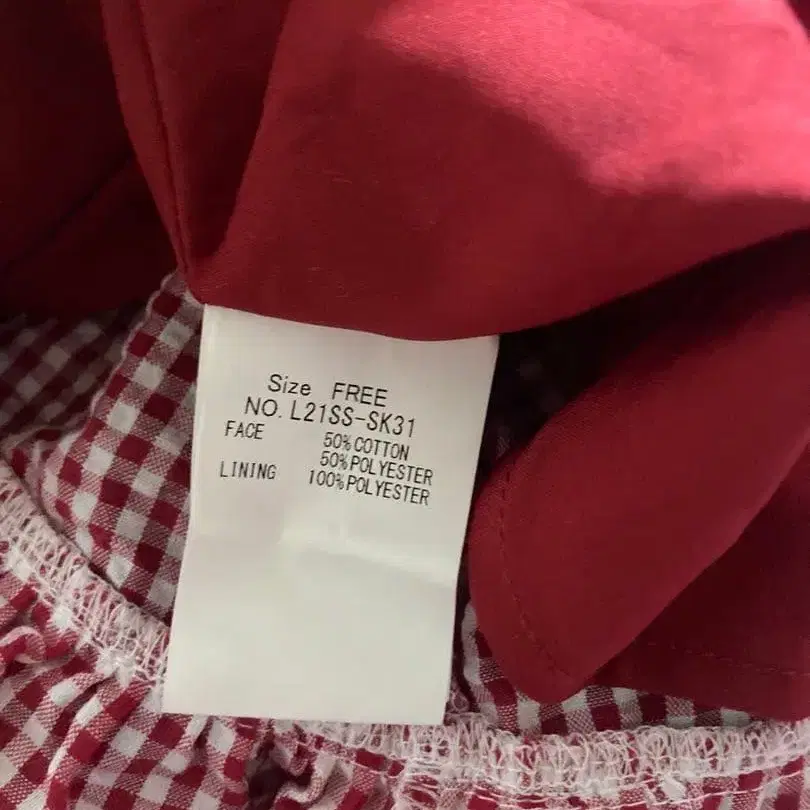 Size FREE
NO. L21SS-SK31
FACE 50%COTTON
50%POLYESTER
LINING 100%POLYESTER